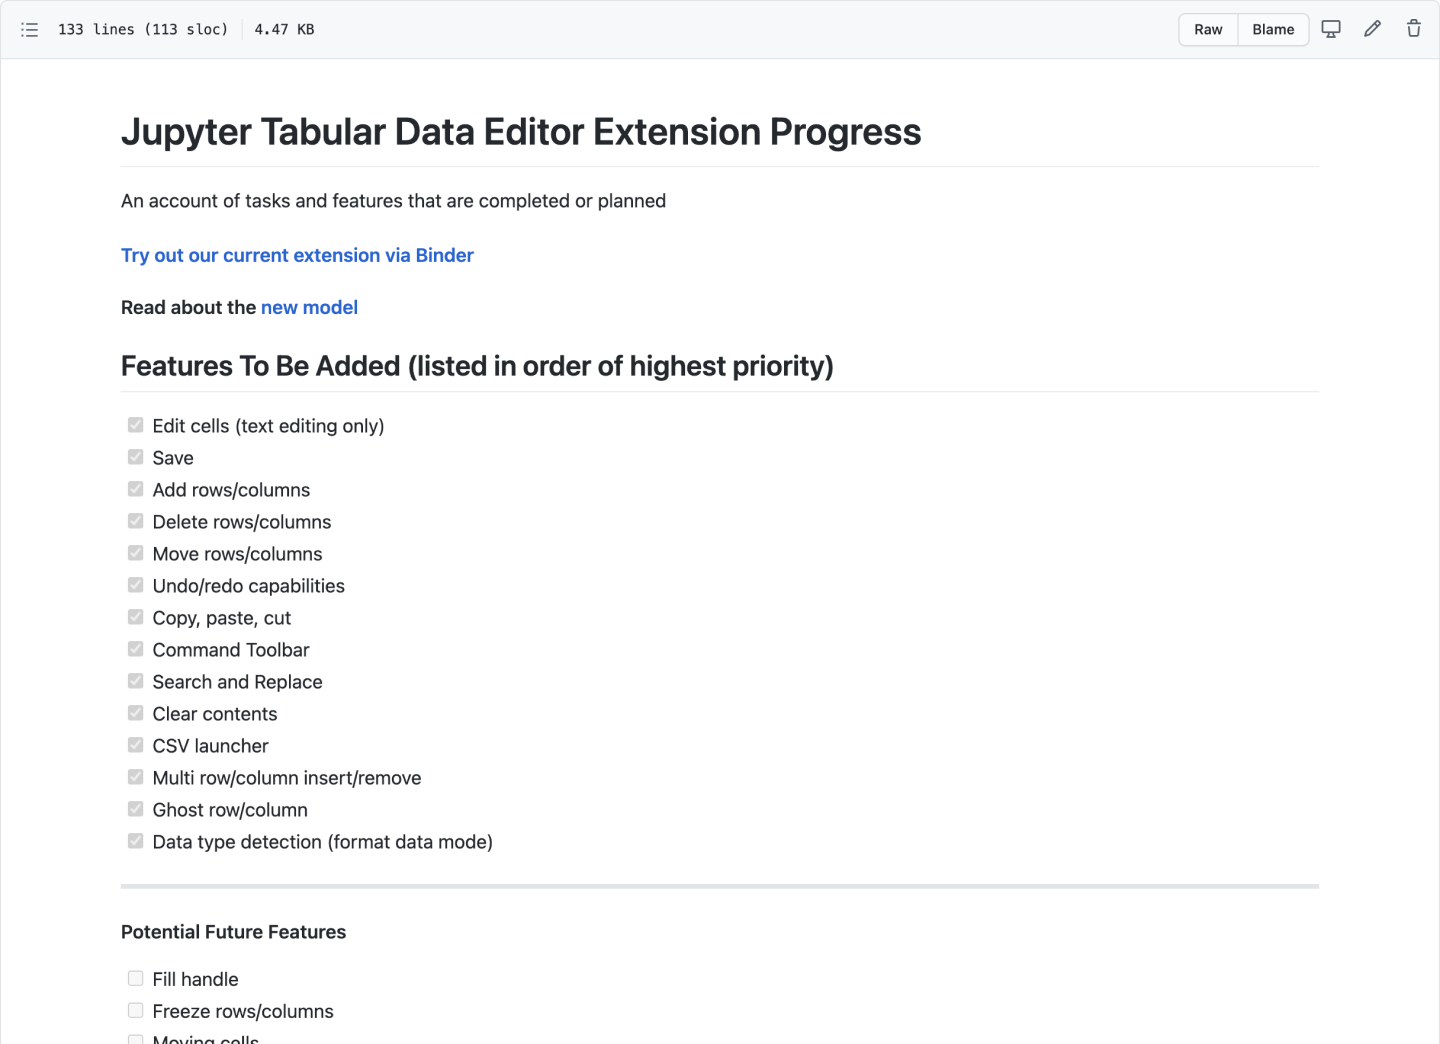 133 lines (113 sloc) 4.47 KB Raw Blame
Jupyter Tabular Data Editor Extension Progress
An account of tasks and features that are completed or planned
Try out our current extension via Binder
Read about the new model
Features To Be Added (listed in order of highest priority)
Edit cells (text editing only)
Save
Add rows/columns
Delete rows/columns
Move rows/columns
Undo/redo capabilities
Copy, paste, cut
Command Toolbar
Search and Replace
Clear contents
CSV launcher
Multi row/column insert/remove
Ghost row/column
Data type detection (format data mode)
Potential Future Features
Fill handle
Freeze rows/columns
Moving cells